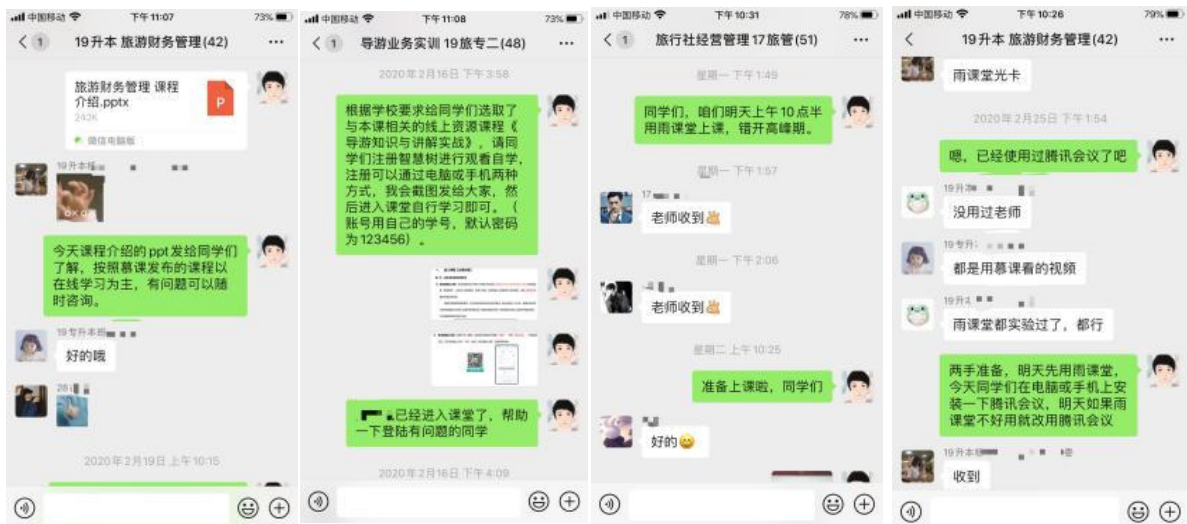 中国移动 下午11:07 73%
1 19升本 旅游财务管理(42) ...
旅游财务管理 课程
介绍.pptx
242K
P
微信电脑版
19升本
今天课程介绍的ppt发给同学们
了解，按照慕课发布的课程以
在线学习为主，有问题可以随
时咨询。
19专升本班
好的哦
2020年2月19日 上午10:15
中国移动 下午11:08 73%
1 导游业务实训 19旅专二(48) ...
2020年2月16日 下午3:58
根据学校要求给同学们选取了
与本课相关的线上资源课程《
导游知识与讲解实战》，请同
学们注册智慧树进行观看自学，
注册可以通过电脑或手机两种
方式，我会截图发给大家，然
后进入课堂自行学习即可。（
账号用自己的学号，默认密码
为123456）。
已经进入课堂了，帮助
一下登陆有问题的同学
2020年2月16日 下午4:09
中国移动 下午10:31 78%
1 旅行社经营管理17旅管(51) ...
星期一 下午1:49
同学们，咱们明天上午10点半
用雨课堂上课，错开高峰期。
星期一 下午1:57
17
老师收到
星期一 下午2:06
老师收到
星期二 上午10:25
准备上课啦，同学们
好的
中国移动 下午10:26 79%
19升本 旅游财务管理(42) ...
雨课堂光卡
2020年2月25日 下午1:54
嗯，已经使用过腾讯会议了吧
没用过老师
19专升
都是用慕课看的视频
雨课堂都实验过了，都行
两手准备，明天先用雨课堂，
今天同学们在电脑或手机上安
装一下腾讯会议，明天如果雨
课堂不好用就改用腾讯会议
19升本
收到